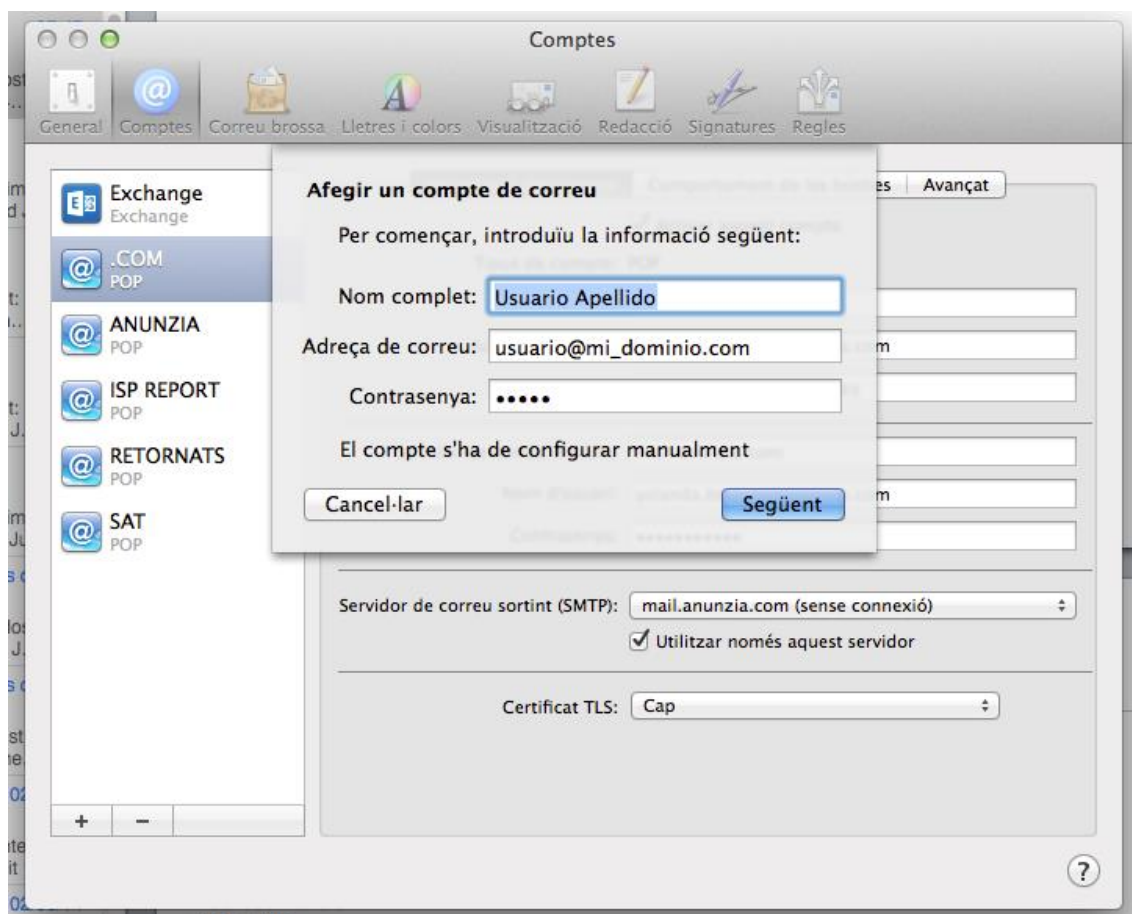 Comptes
General Comptes Correu brossa Lletres i colors Visualització Redacció Signatures Regles
es Avançat
Exchange
Exchange
.COM
POP
ANUNZIA
POP
ISP REPORT
POP
RETORNATS
POP
SAT
POP
Afegir un compte de correu
Per començar, introduïu la informació següent:
Nom complet: Usuario Apellido
Adreça de correu: usuario@mi_dominio.com
Contrasenya: •••••
El compte s'ha de configurar manualment
Cancel·lar Següent
Servidor de correu sortint (SMTP): mail.anunzia.com (sense connexió)
Utilitzar només aquest servidor
Certificat TLS: Cap
+ −
?